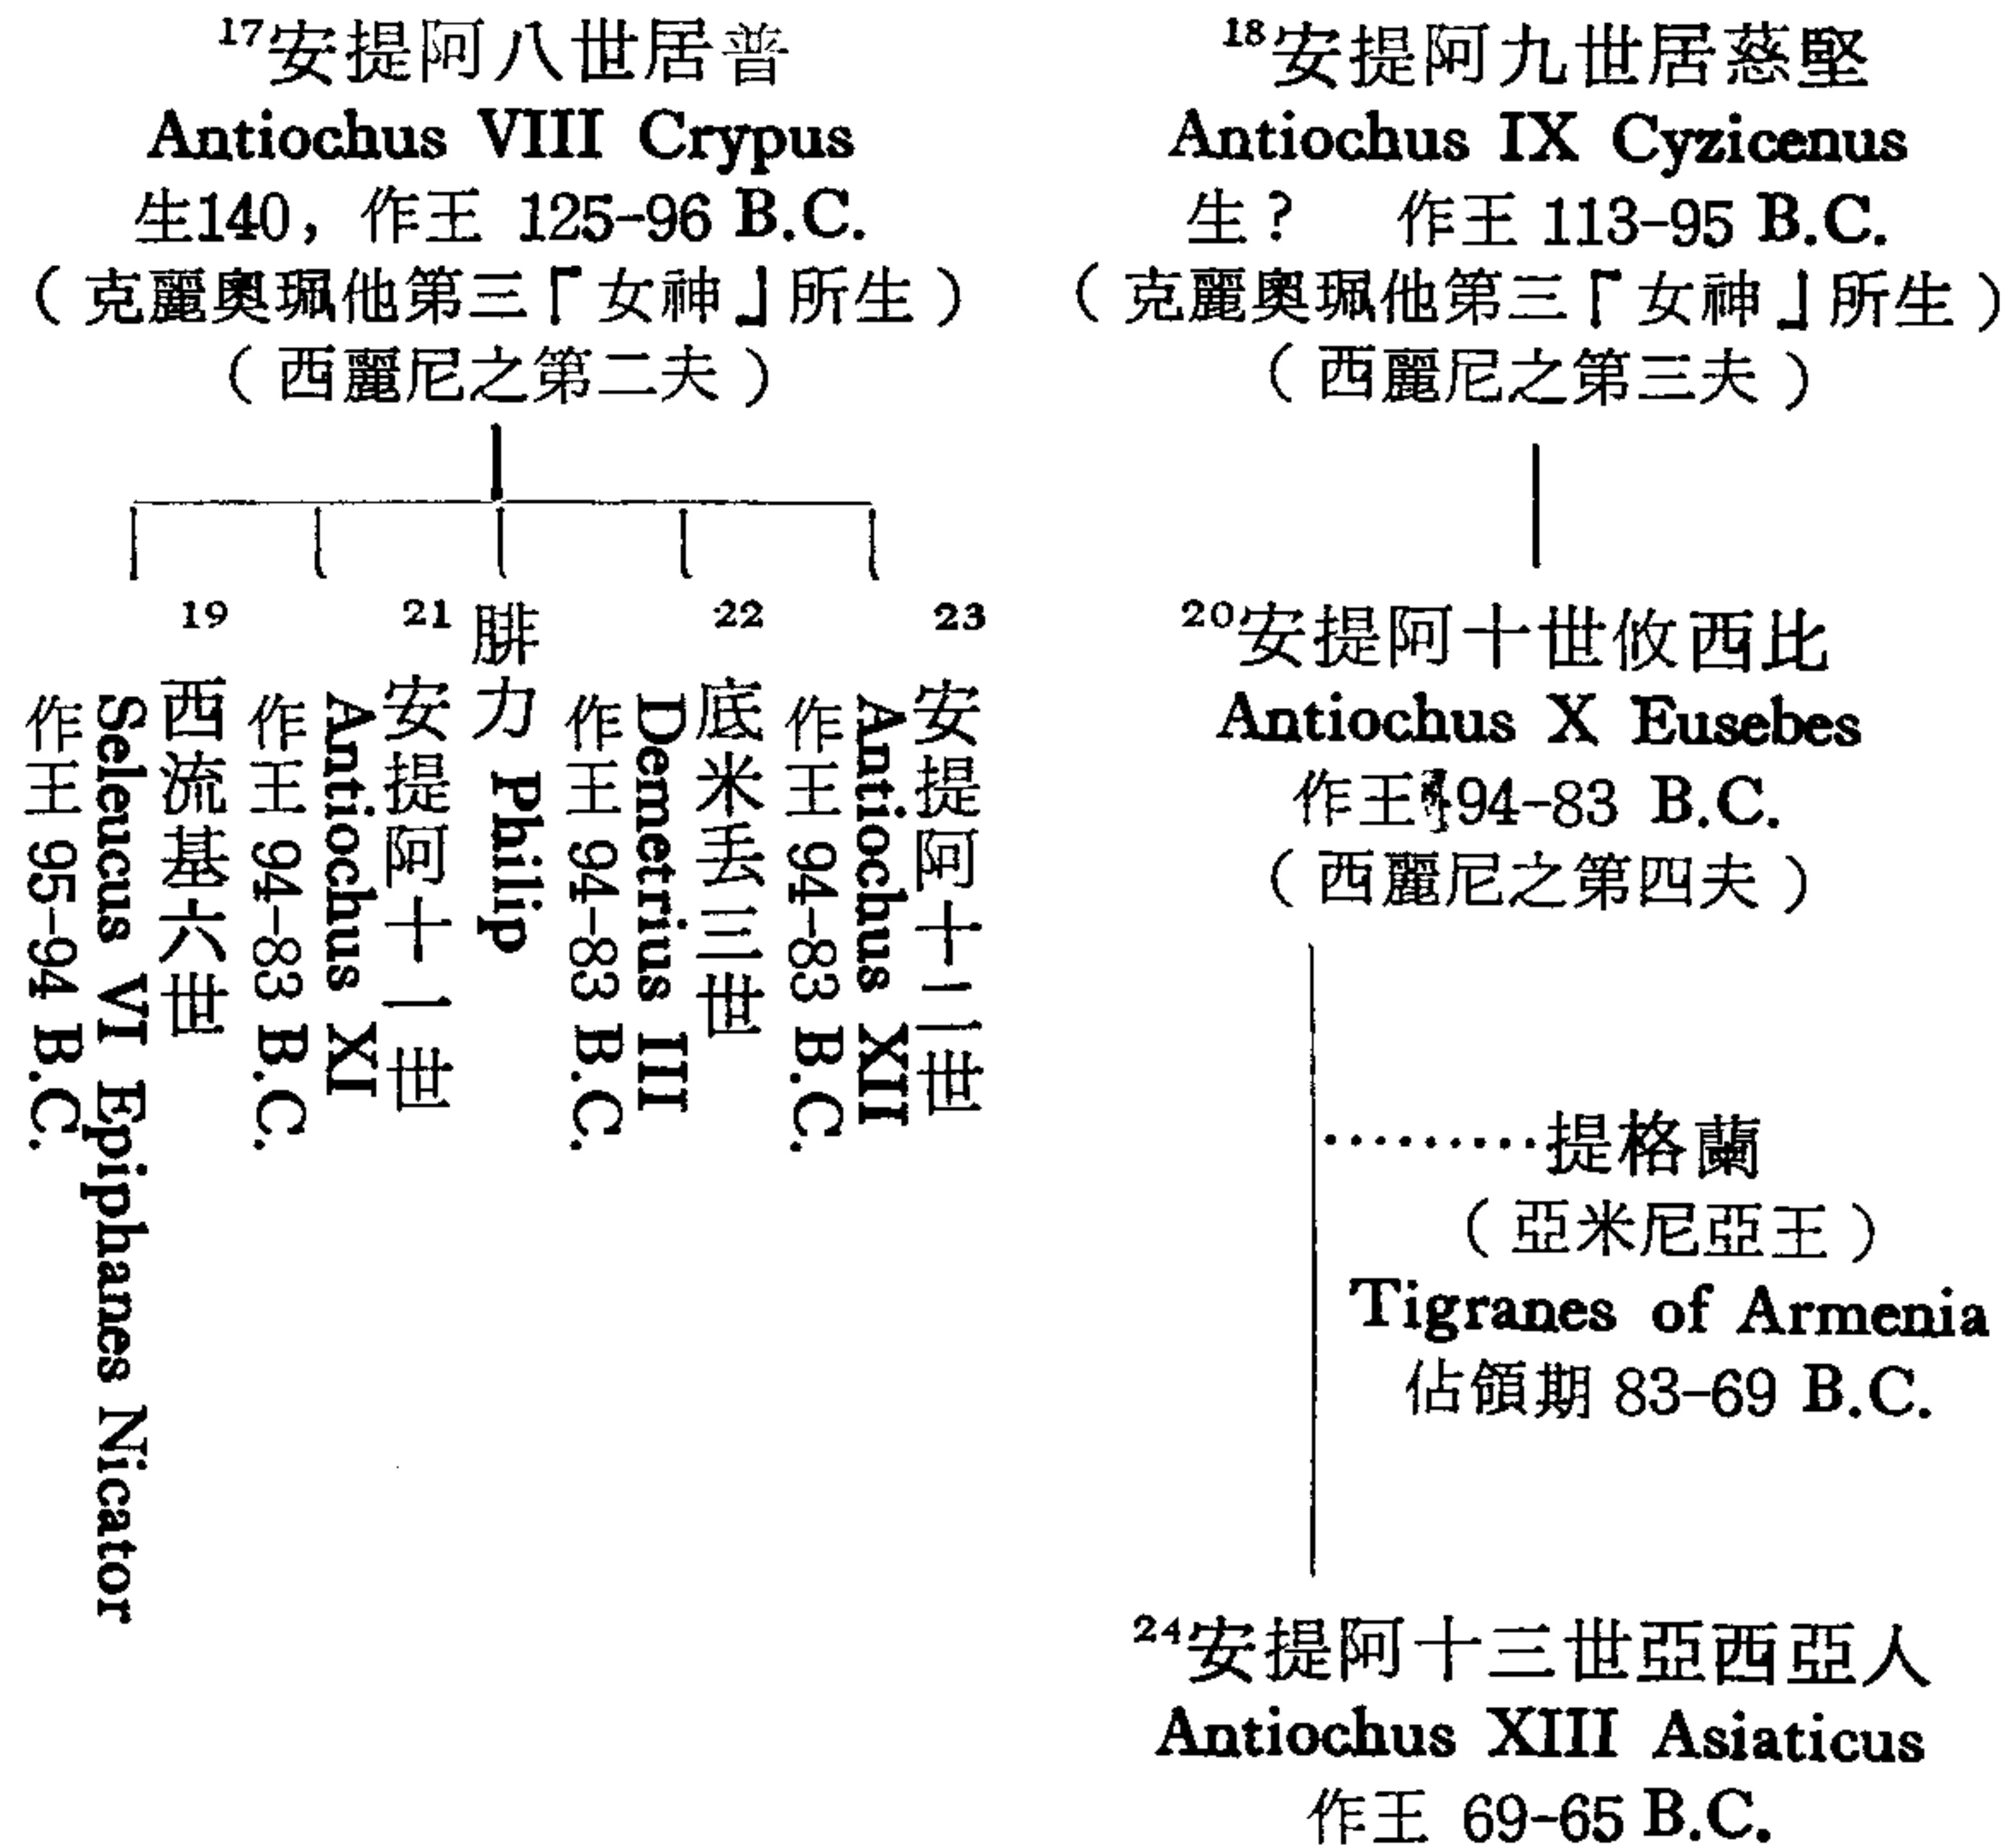 17安提阿八世居普
Antiochus VIII Crypus
生140，作王 125-96 B.C.
（克麗奧珮他第三「女神」所生）
（西麗尼之第二夫）
19
西流基六世
Seleucus VI Epiphanes Nicator
作王 95-94 B.C.
21
安提阿十一世
Antiochus XI
作王 94-83 B.C.
腓力 Philip
22
底米丟三世
Demetrius III
作王 94-83 B.C.
23
安提阿十二世
Antiochus XII
作王 94-83 B.C.
18安提阿九世居慈堅
Antiochus IX Cyzicenus
生？ 作王 113-95 B.C.
（克麗奧珮他第三「女神」所生）
（西麗尼之第三夫）
20安提阿十世攸西比
Antiochus X Eusebes
作王 94-83 B.C.
（西麗尼之第四夫）
·········提格蘭
（亞米尼亞王）
Tigranes of Armenia
佔領期 83-69 B.C.
24安提阿十三世亞西亞人
Antiochus XIII Asiaticus
作王 69-65 B.C.